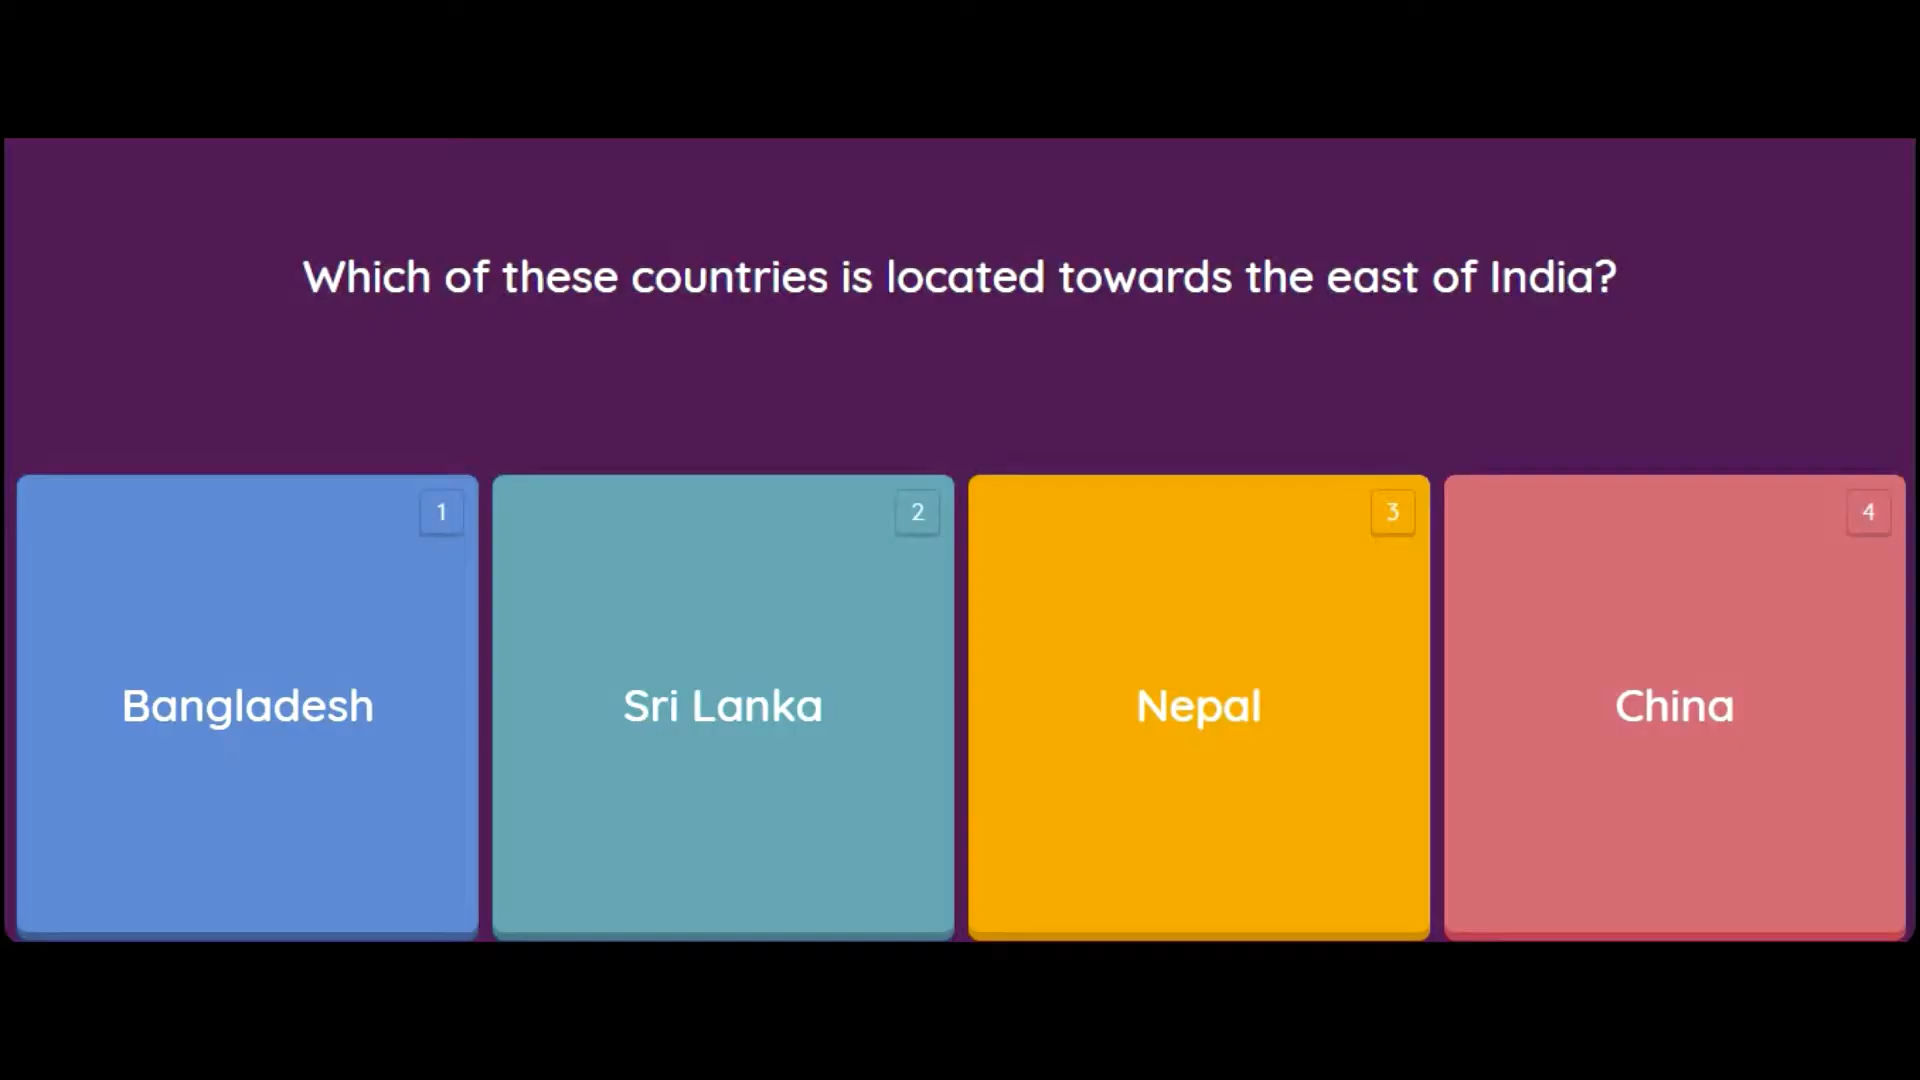 Which of these countries is located towards the east of India?
1
2
3
4
Bangladesh
Sri Lanka
Nepal
China